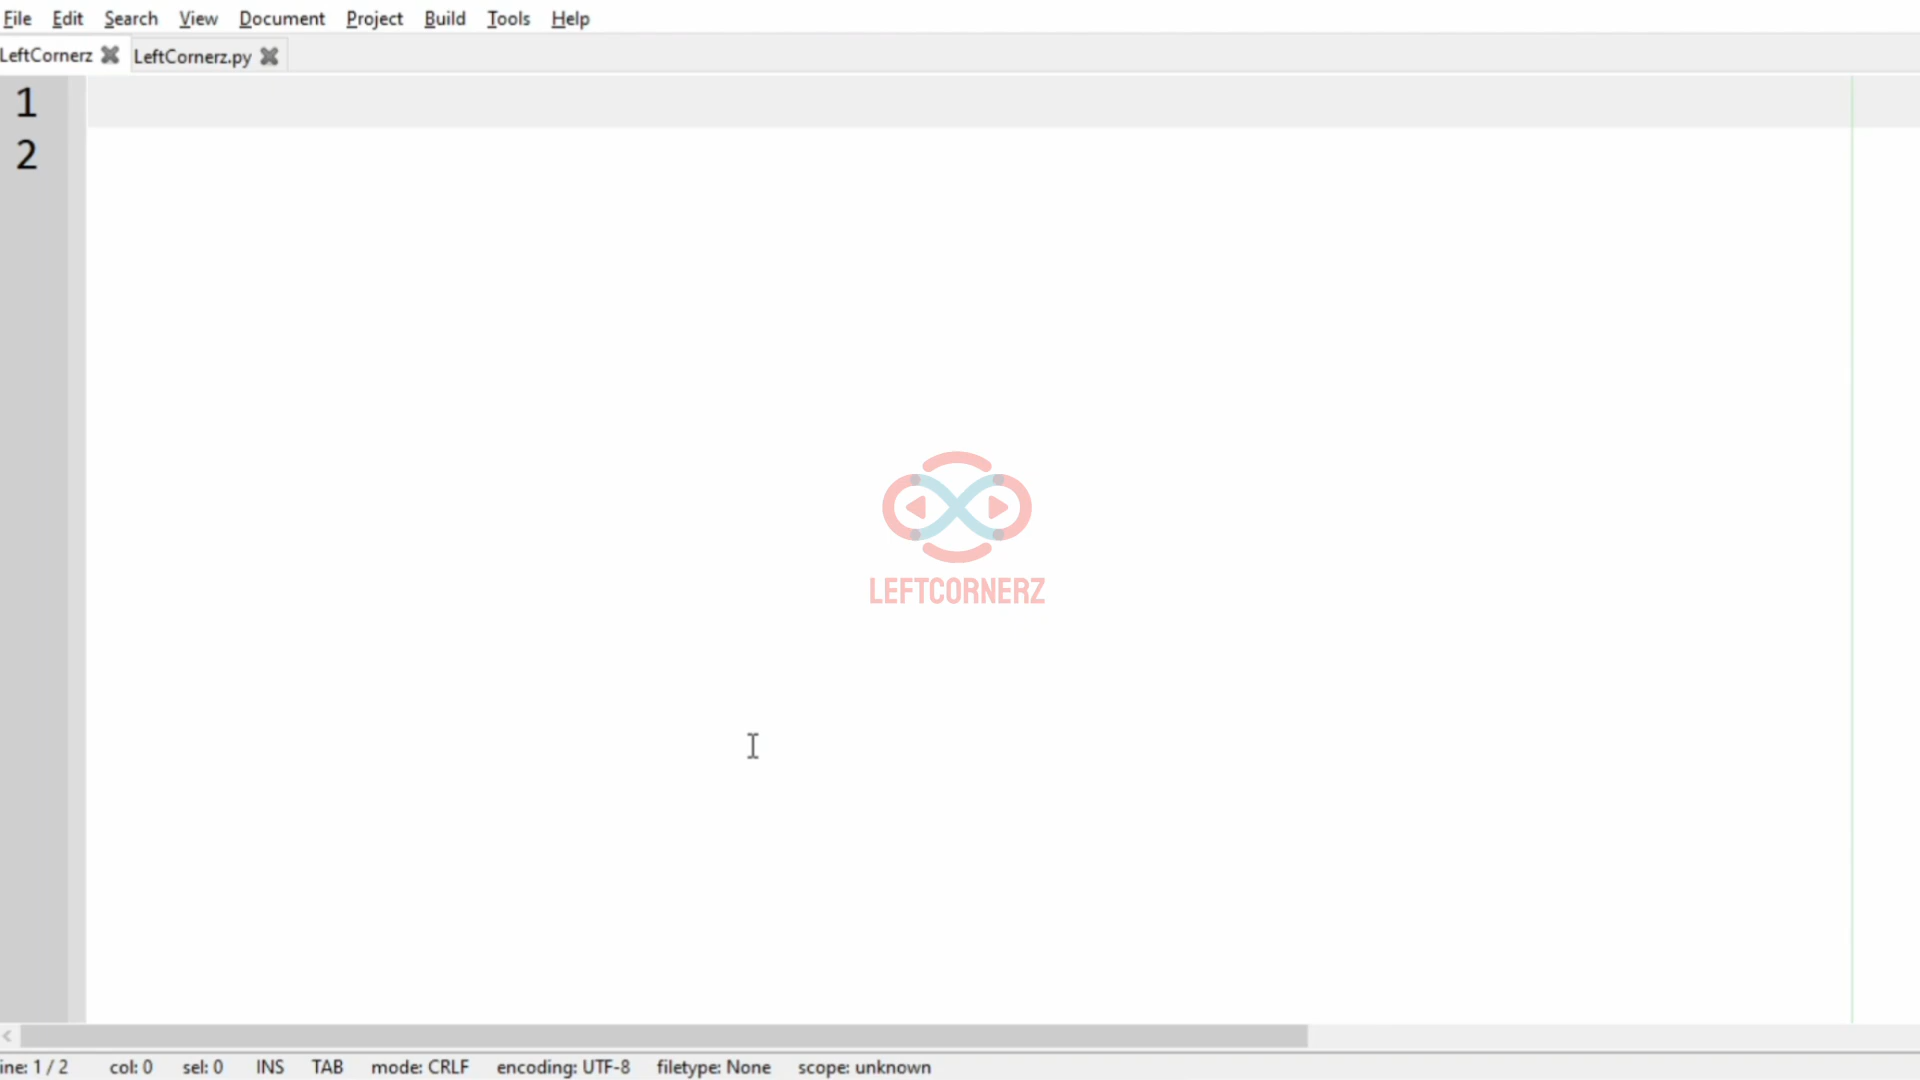 File Edit Search View Document Project Build Tools Help
LeftCornerz LeftCornerz.py
1
2
LEFTCORNERZ
ine: 1 / 2 col: 0 sel: 0 INS TAB mode: CRLF encoding: UTF-8 filetype: None scope: unknown